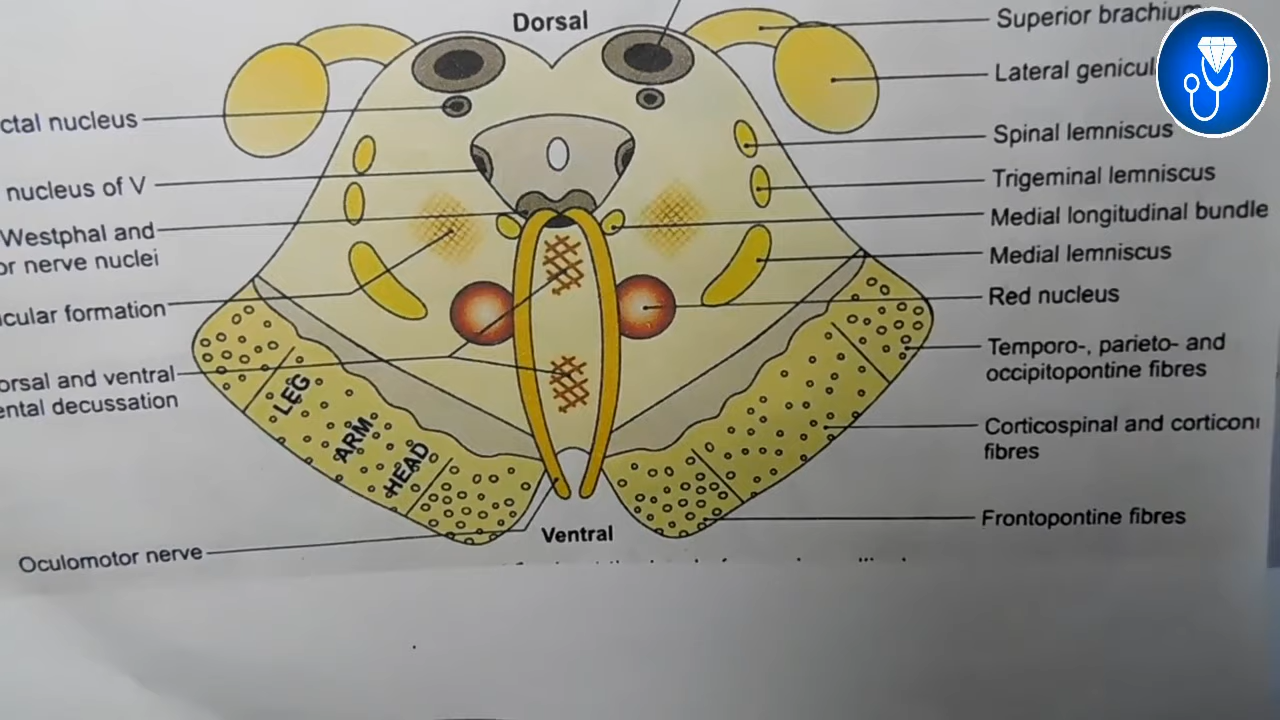 Dorsal
ctal nucleus
nucleus of V
Westphal and
or nerve nuclei
cular formation
orsal and ventral
ental decussation
Oculomotor nerve
LEG
ARM
HEAD
Ventral
Superior brachium
Lateral genicul
Spinal lemniscus
Trigeminal lemniscus
Medial longitudinal bundle
Medial lemniscus
Red nucleus
Temporo-, parieto- and
occipitopontine fibres
Corticospinal and corticon
fibres
Frontopontine fibres